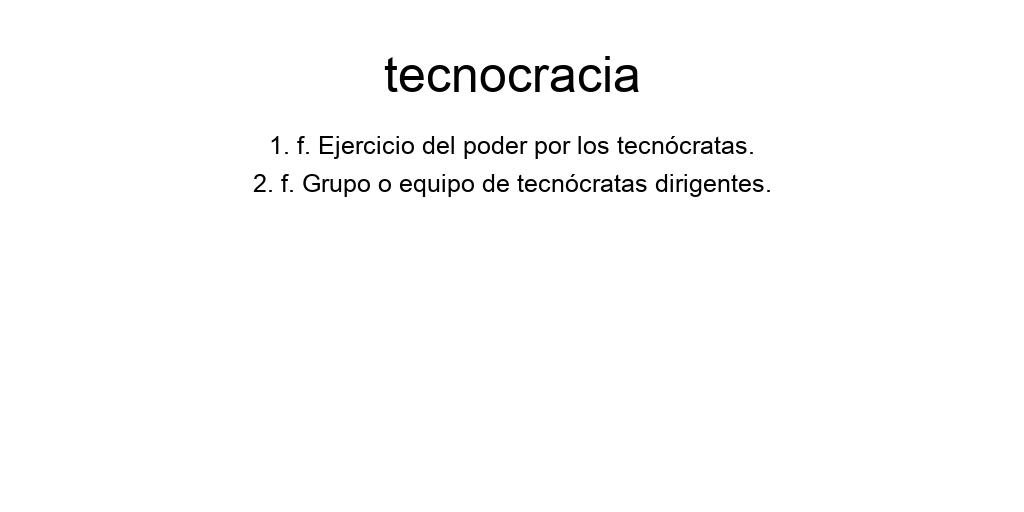 tecnocracia
1. f. Ejercicio del poder por los tecnócratas.
2. f. Grupo o equipo de tecnócratas dirigentes.